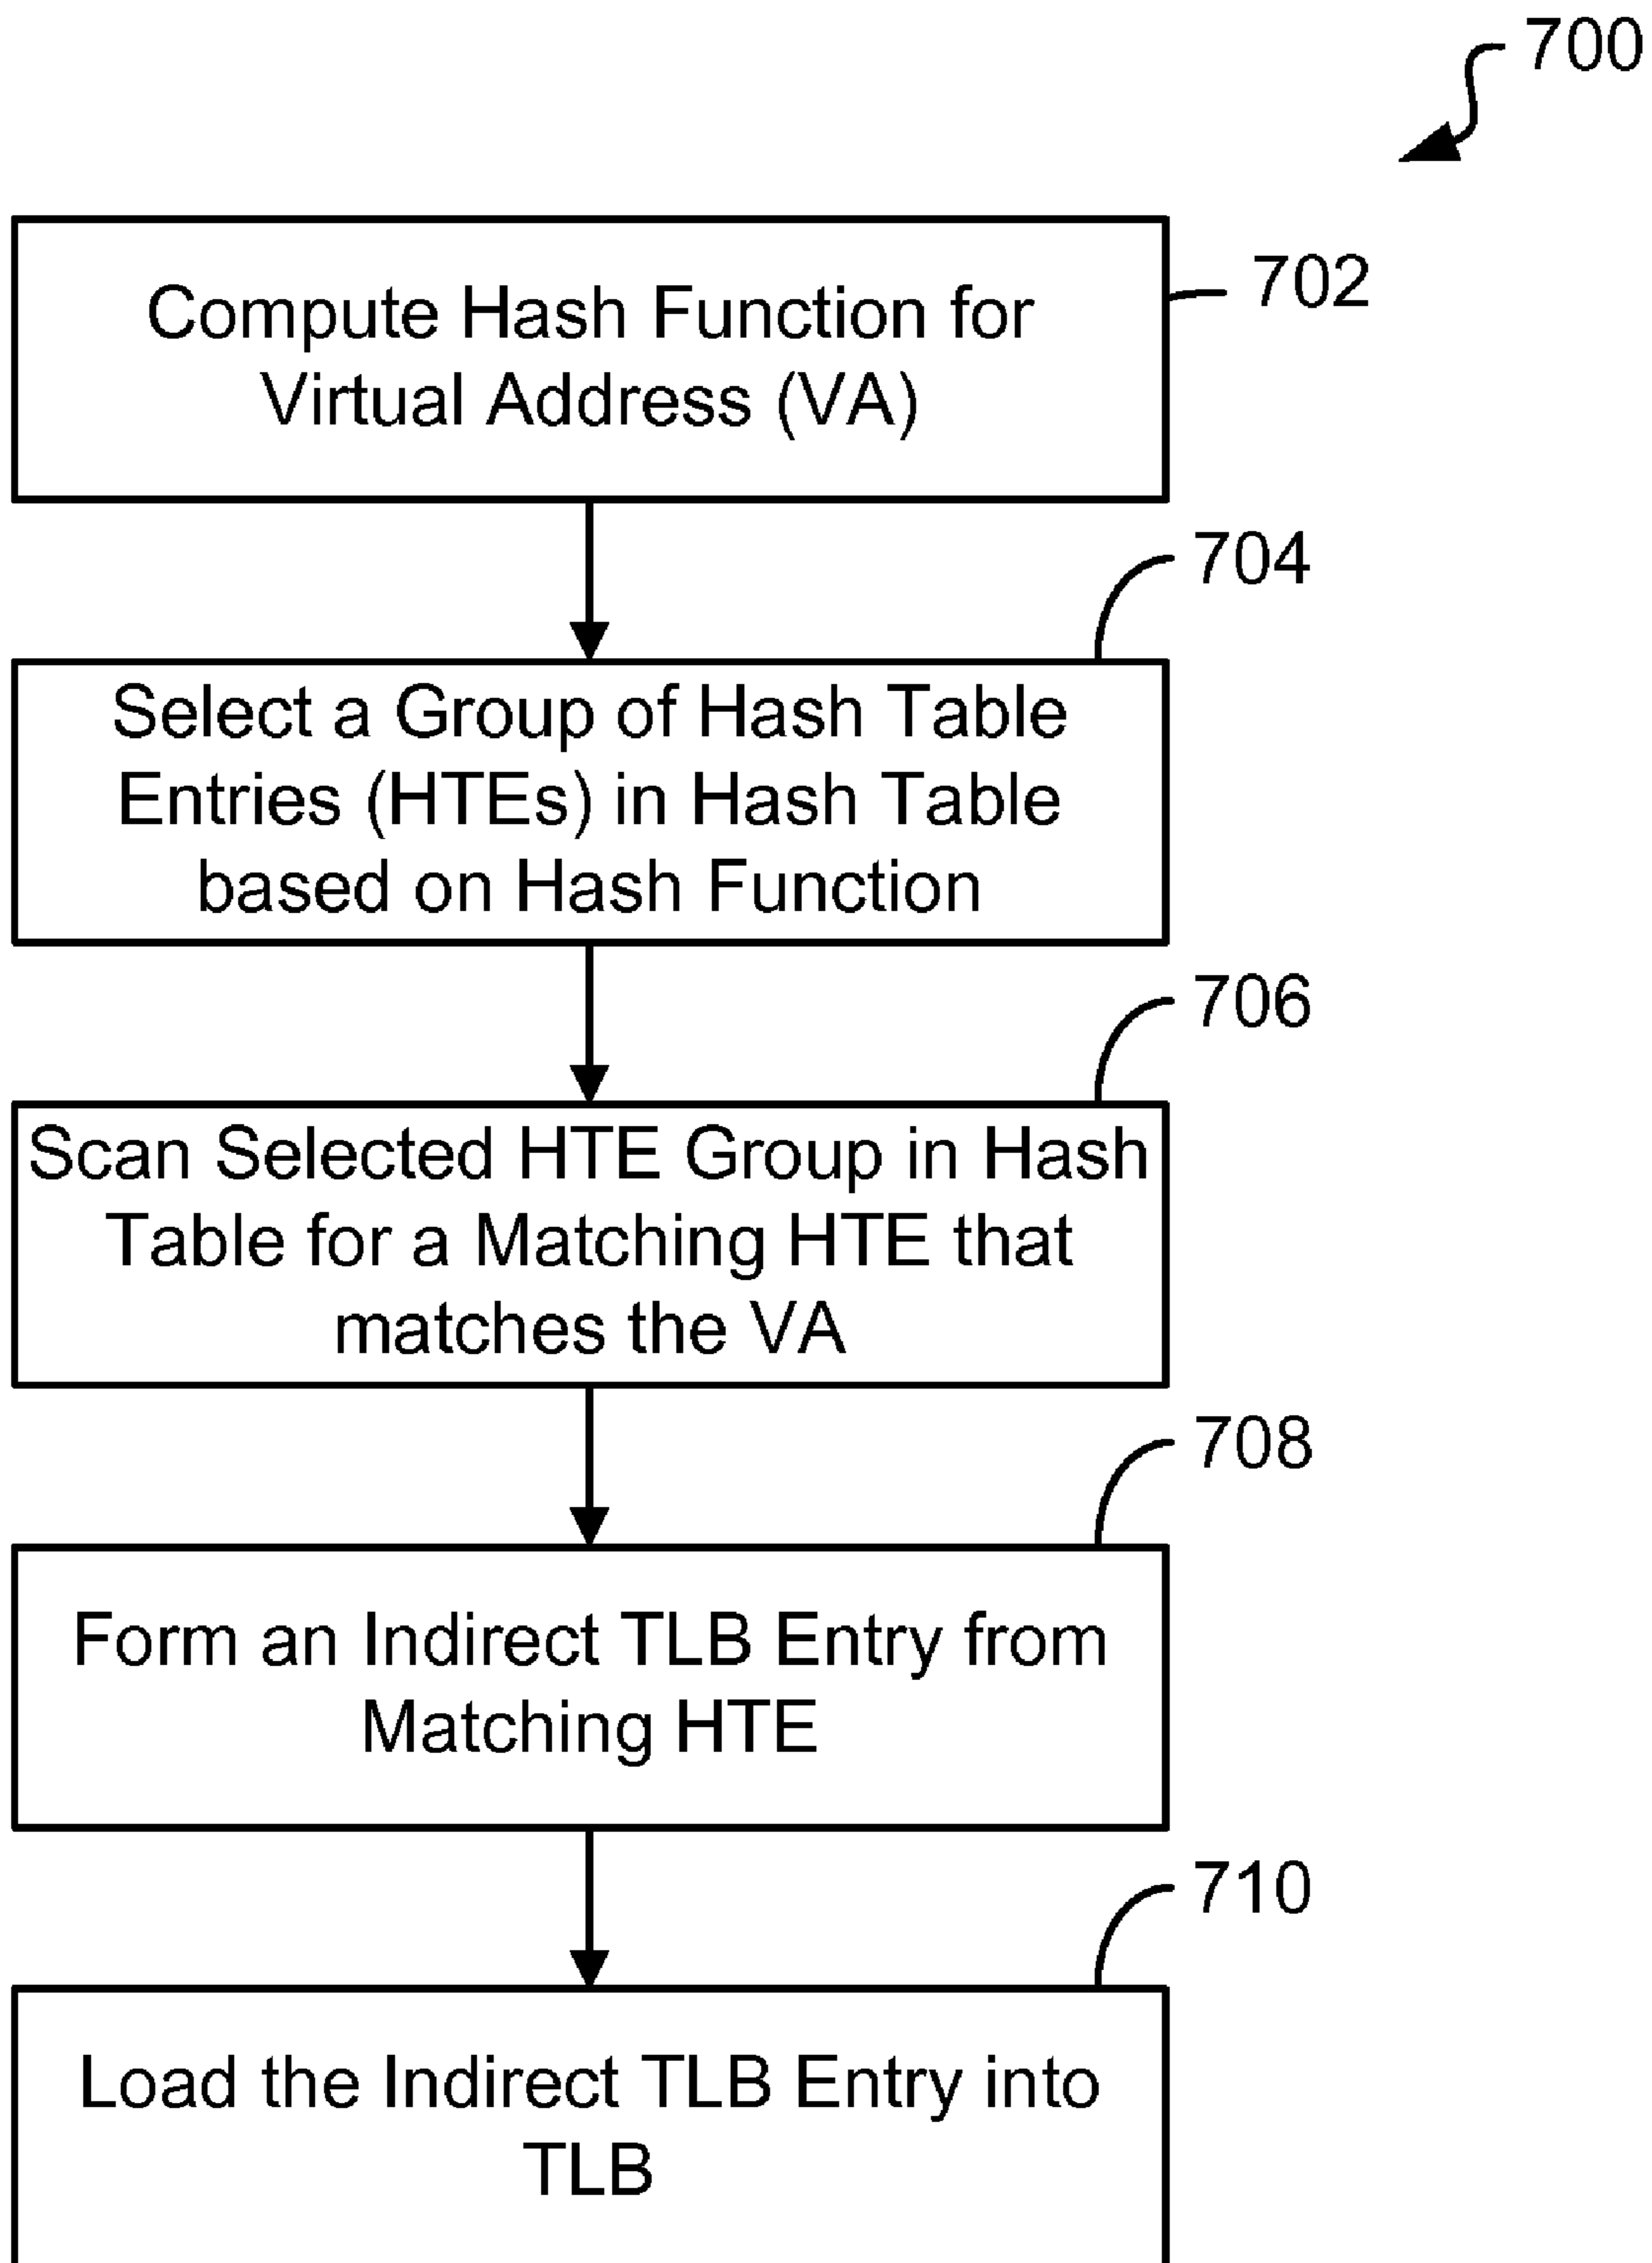 700
Compute Hash Function for
Virtual Address (VA)
702
704
Select a Group of Hash Table
Entries (HTEs) in Hash Table
based on Hash Function
706
Scan Selected HTE Group in Hash
Table for a Matching HTE that
matches the VA
708
Form an Indirect TLB Entry from
Matching HTE
710
Load the Indirect TLB Entry into
TLB